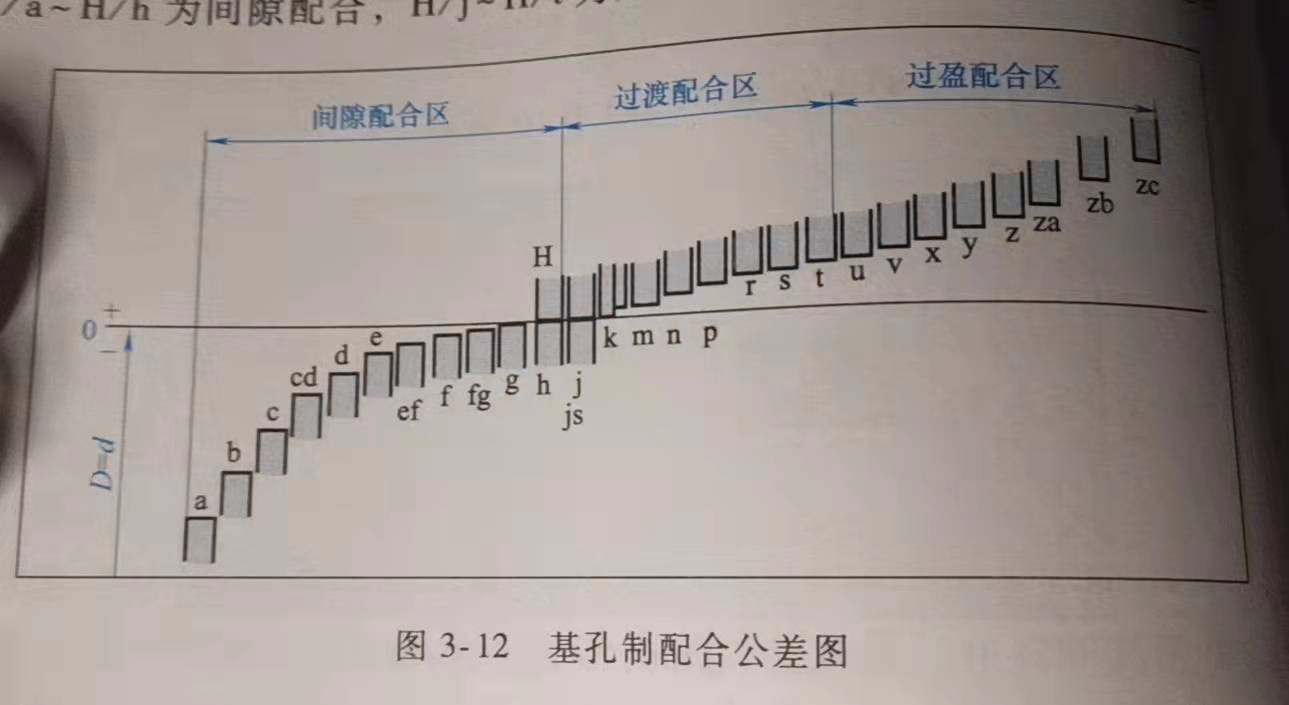 /a~H/h 为间隙配合，H/j~H/
间隙配合区
过渡配合区
过盈配合区
H
+
0
−
D=d
a
b
c
cd
d
e
ef
f
fg
g
h
j
js
k
m
n
p
r
s
t
u
v
x
y
z
za
zb
zc
图 3-12 基孔制配合公差图